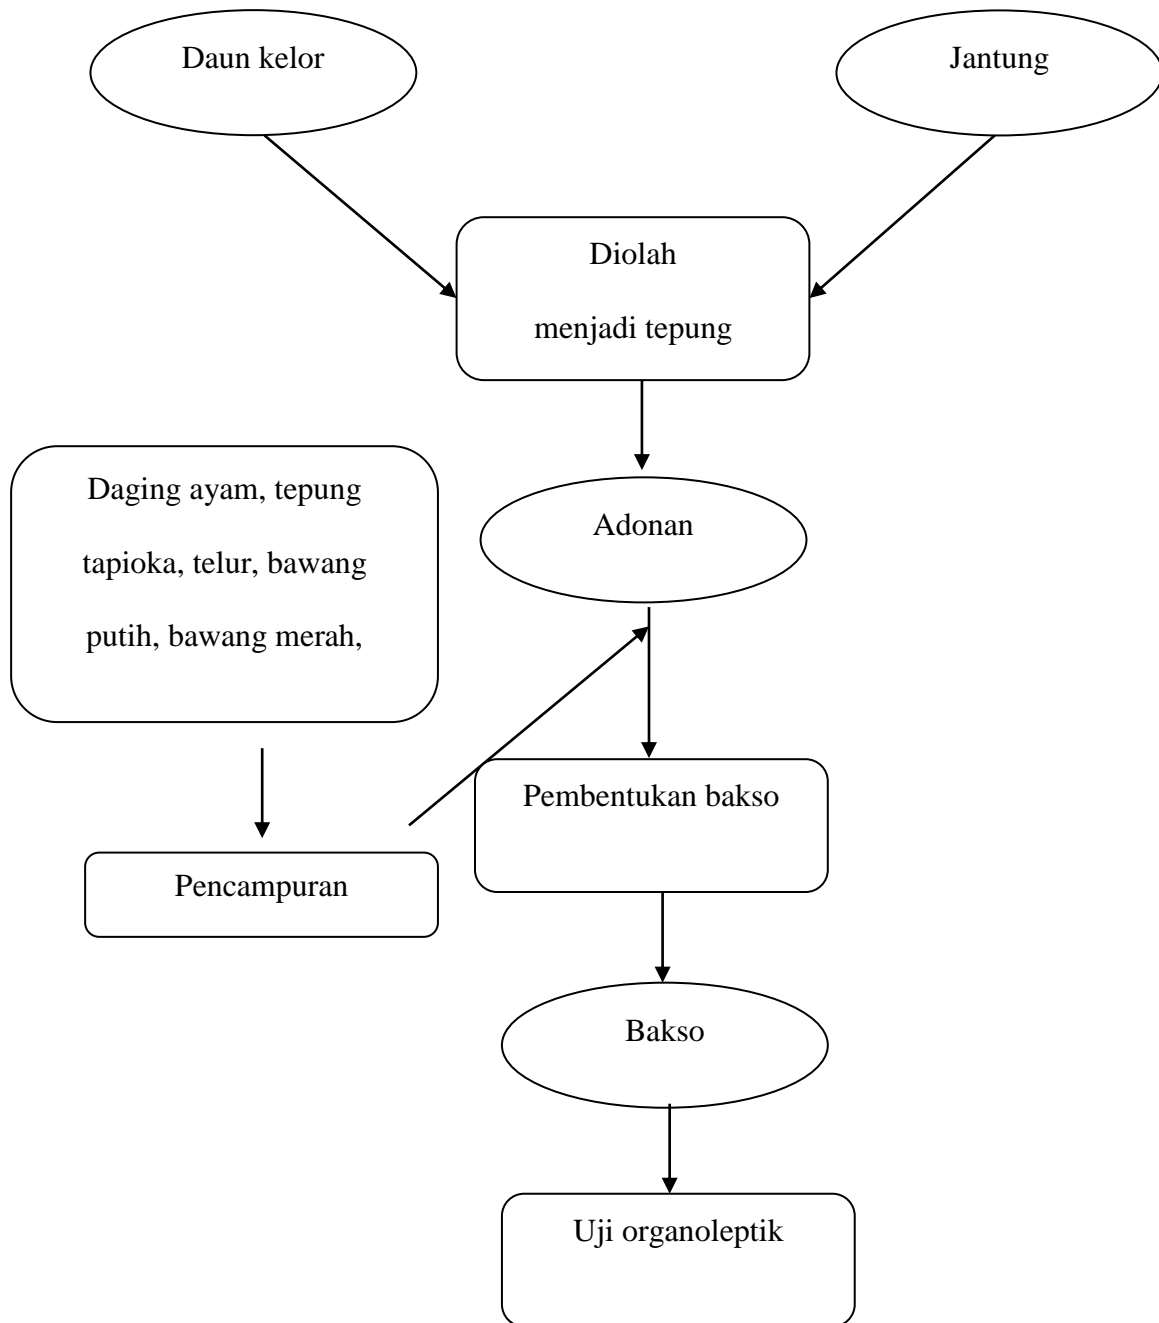 Daun kelor
Jantung
Diolah
menjadi tepung
Daging ayam, tepung
tapioka, telur, bawang
putih, bawang merah,
Adonan
Pembentukan bakso
Pencampuran
Bakso
Uji organoleptik